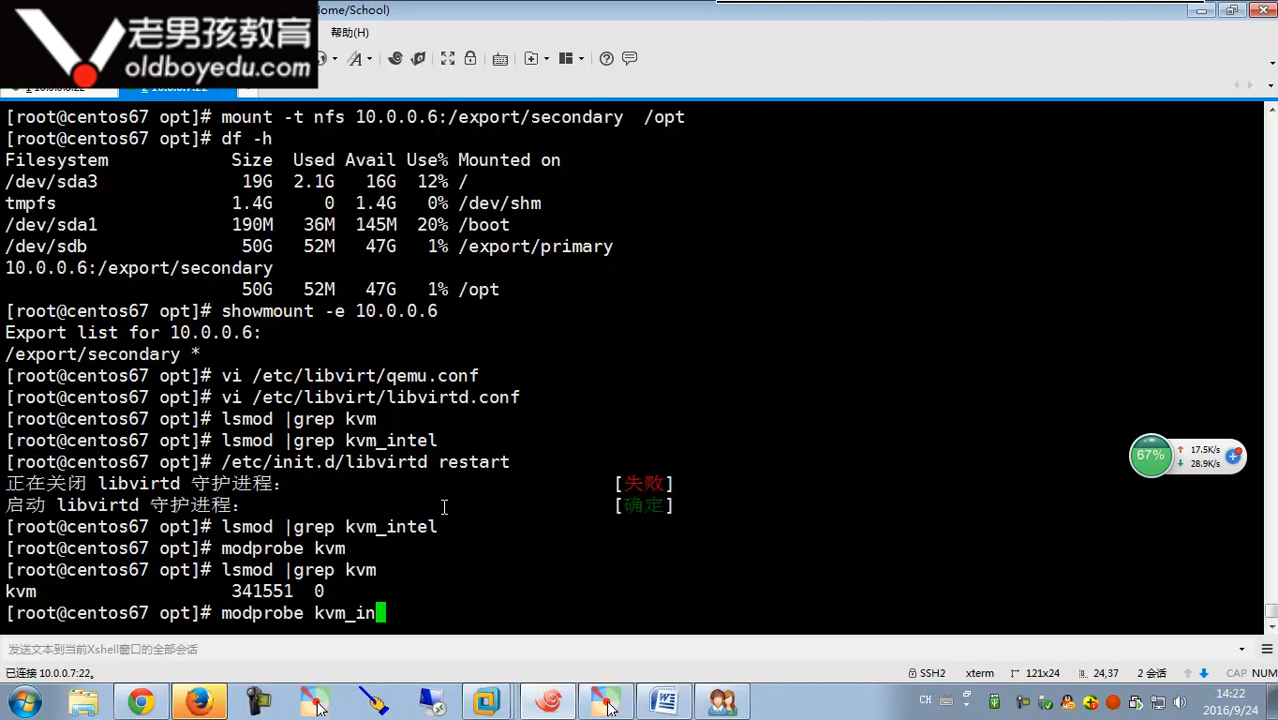 Home/School)
老男孩教育
oldboyedu.com
帮助(H)
[root@centos67 opt]# mount -t nfs 10.0.0.6:/export/secondary  /opt
[root@centos67 opt]# df -h
Filesystem            Size  Used Avail Use% Mounted on
/dev/sda3              19G  2.1G   16G  12% /
tmpfs                 1.4G     0  1.4G   0% /dev/shm
/dev/sda1             190M   36M  145M  20% /boot
/dev/sdb               50G   52M   47G   1% /export/primary
10.0.0.6:/export/secondary
                       50G   52M   47G   1% /opt
[root@centos67 opt]# showmount -e 10.0.0.6
Export list for 10.0.0.6:
/export/secondary *
[root@centos67 opt]# vi /etc/libvirt/qemu.conf
[root@centos67 opt]# vi /etc/libvirt/libvirtd.conf
[root@centos67 opt]# lsmod |grep kvm
[root@centos67 opt]# lsmod |grep kvm_intel
[root@centos67 opt]# /etc/init.d/libvirtd restart
正在关闭 libvirtd 守护进程: [失败]
启动 libvirtd 守护进程: [确定]
[root@centos67 opt]# lsmod |grep kvm_intel
[root@centos67 opt]# modprobe kvm
[root@centos67 opt]# lsmod |grep kvm
kvm                   341551  0
[root@centos67 opt]# modprobe kvm_in
67%
17.5K/s
28.9K/s
发送文本到当前Xshell窗口的全部会话
已连接 10.0.0.7:22。 SSH2 xterm 121x24 24,37 2 会话 CAP NUM
CH
14:22
2016/9/24